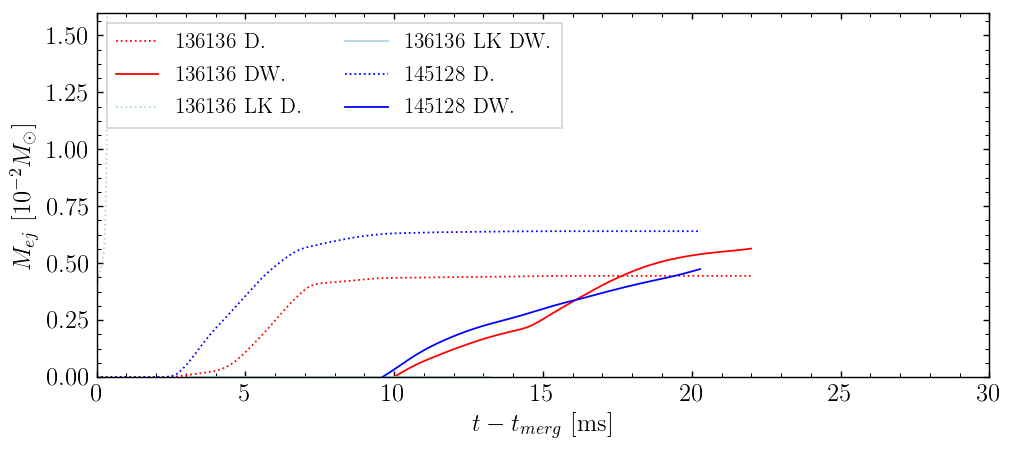 136136 D.
136136 DW.
136136 LK D.
136136 LK DW.
145128 D.
145128 DW.
1.50
1.25
1.00
0.75
0.50
0.25
0.00
M_{ej} [10^{-2}M_⊙]
0 5 10 15 20 25 30
t − t_{merg} [ms]